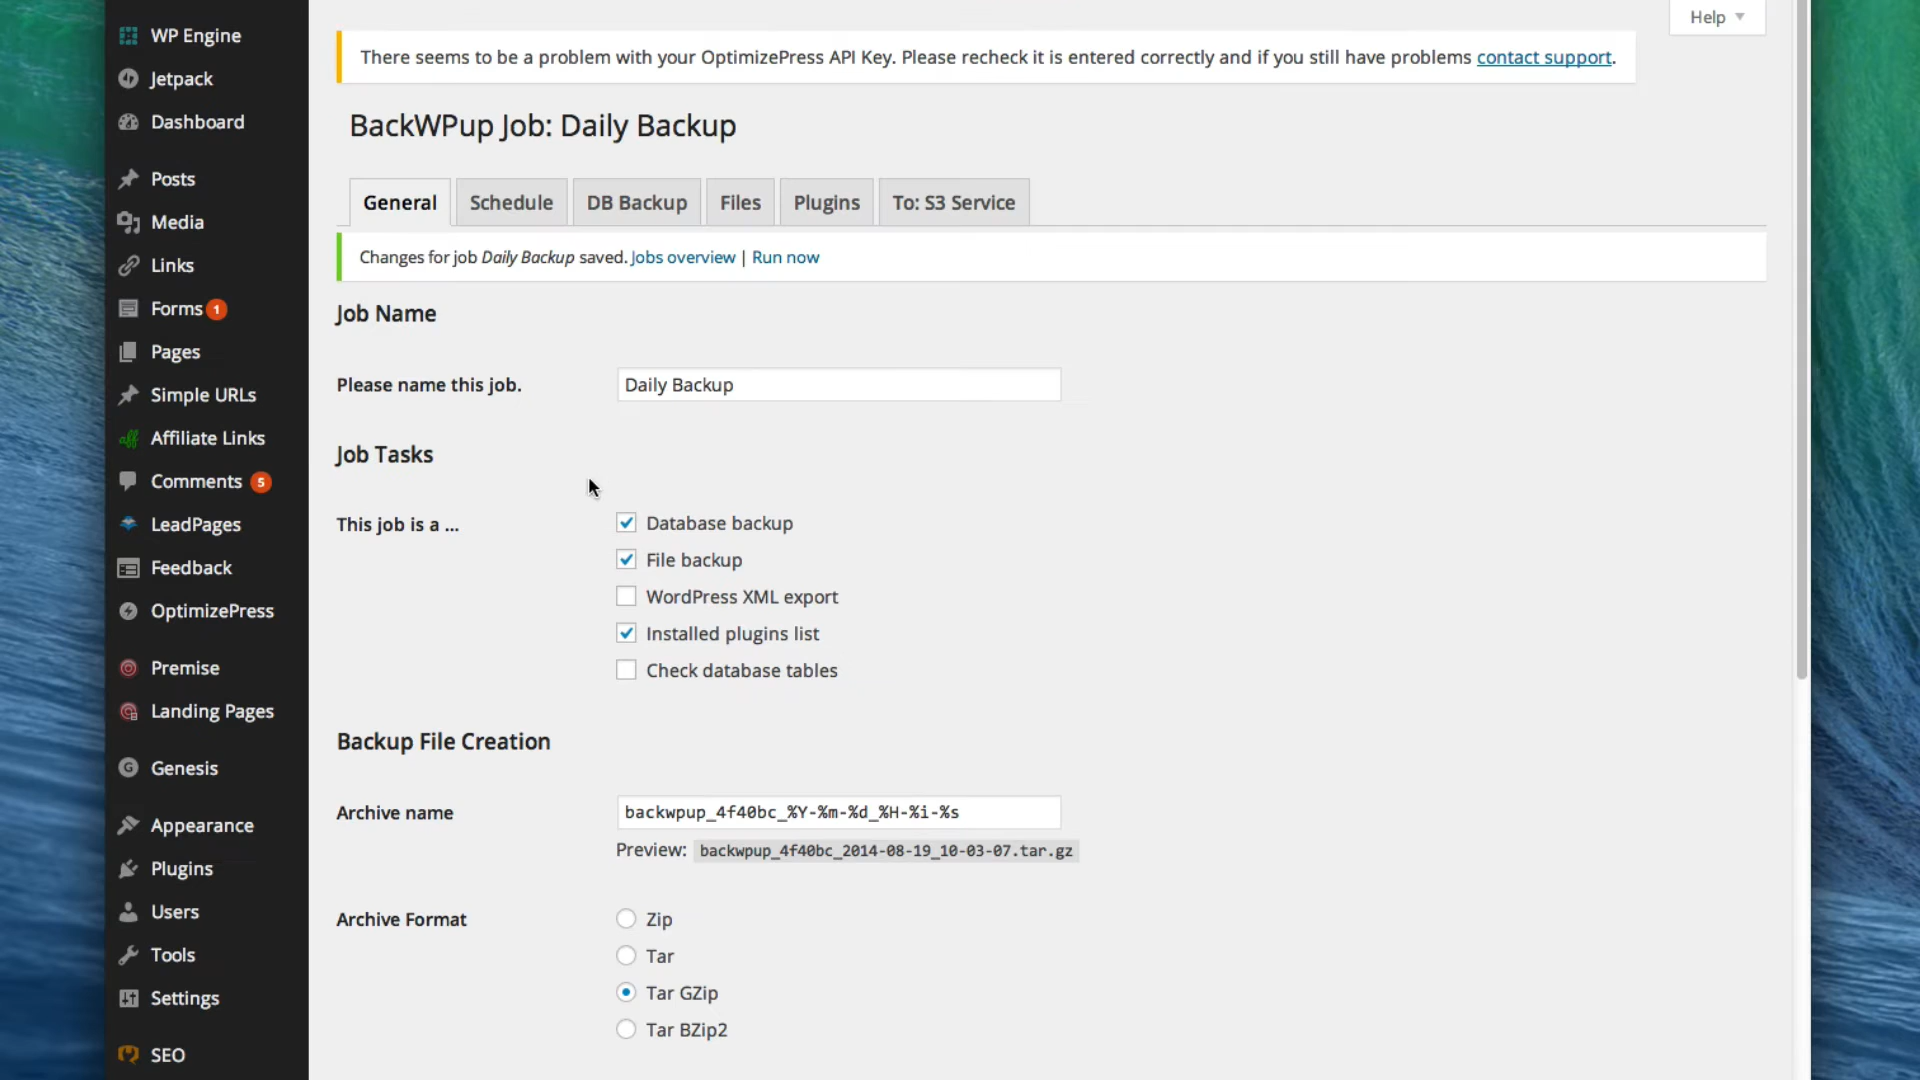 WP Engine
Jetpack
Dashboard
Posts
Media
Links
Forms 1
Pages
Simple URLs
Affiliate Links
Comments 5
LeadPages
Feedback
OptimizePress
Premise
Landing Pages
Genesis
Appearance
Plugins
Users
Tools
Settings
SEO
Help
There seems to be a problem with your OptimizePress API Key. Please recheck it is entered correctly and if you still have problems contact support.
BackWPup Job: Daily Backup
General Schedule DB Backup Files Plugins To: S3 Service
Changes for job Daily Backup saved. Jobs overview | Run now
Job Name
Please name this job. Daily Backup
Job Tasks
This job is a ... Database backup
File backup
WordPress XML export
Installed plugins list
Check database tables
Backup File Creation
Archive name backwpup_4f40bc_%Y-%m-%d_%H-%i-%s
Preview: backwpup_4f40bc_2014-08-19_10-03-07.tar.gz
Archive Format Zip
Tar
Tar GZip
Tar BZip2